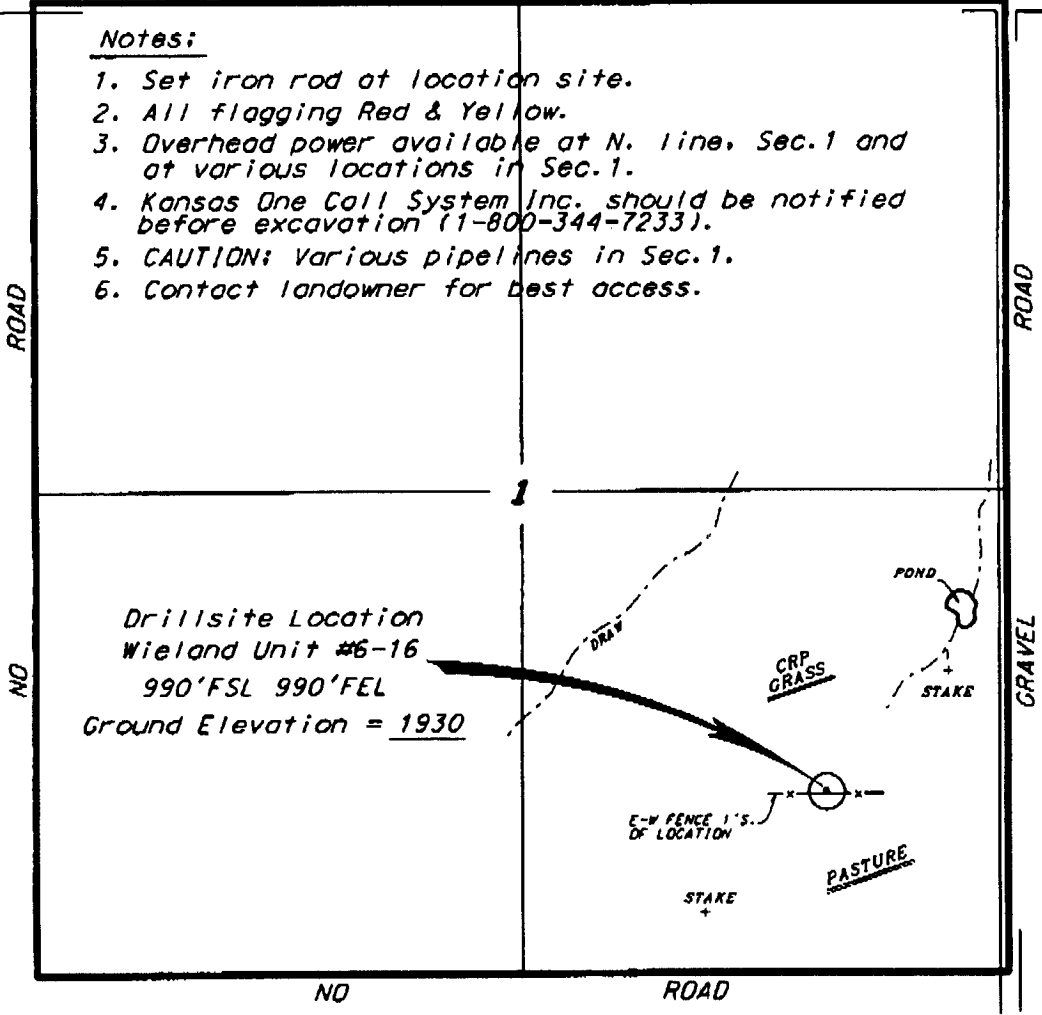 Notes:
1. Set iron rod at location site.
2. All flagging Red & Yellow.
3. Overhead power available at N. line, Sec.1 and
at various locations in Sec.1.
4. Kansas One Call System Inc. should be notified
before excavation (1-800-344-7233).
5. CAUTION: Various pipelines in Sec.1.
6. Contact landowner for best access.
ROAD
ROAD
1
POND
Drillsite Location
Wieland Unit #6-16
990'FSL 990'FEL
Ground Elevation = 1930
DRAW
CRP
GRASS
STAKE
NO
GRAVEL
E-W FENCE 1'S.
OF LOCATION
PASTURE
STAKE
NO
ROAD